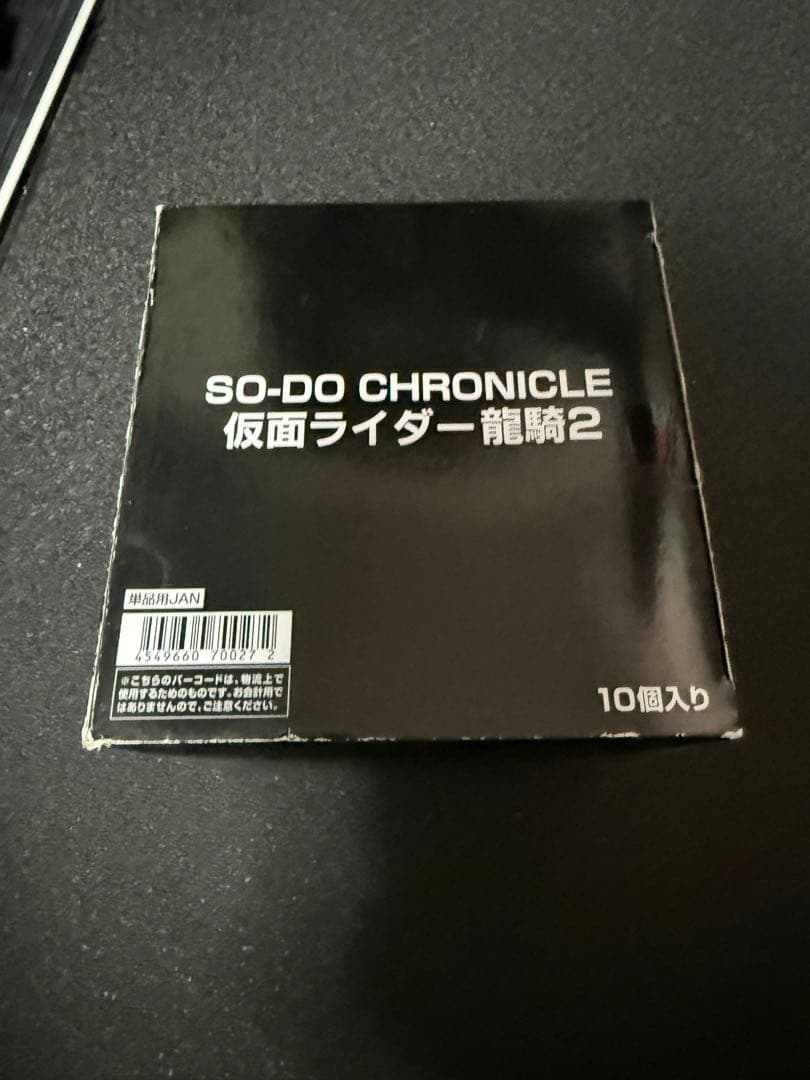 SO-DO CHRONICLE
仮面ライダー龍騎2
単品用JAN
4549660 70027 2
※こちらのバーコードは、物流上で
使用するためのものです。お会計用で
はありませんので、ご注意ください。
10個入り